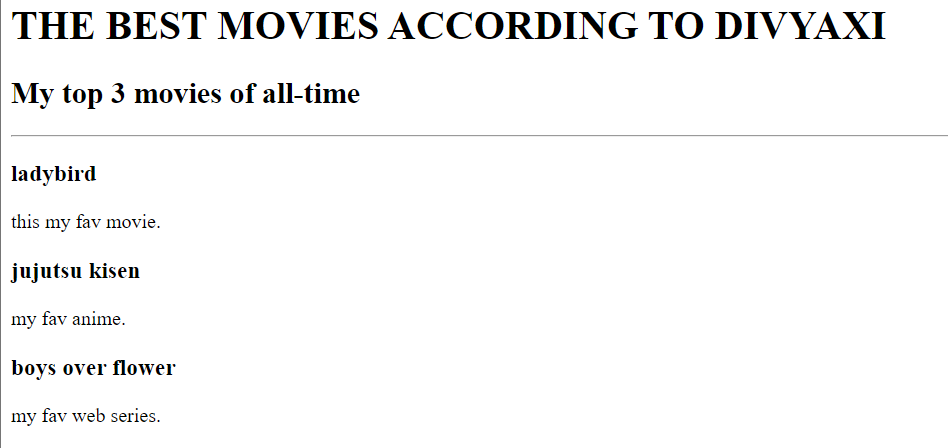 THE BEST MOVIES ACCORDING TO DIVYAXI
My top 3 movies of all-time
ladybird
this my fav movie.
jujutsu kisen
my fav anime.
boys over flower
my fav web series.